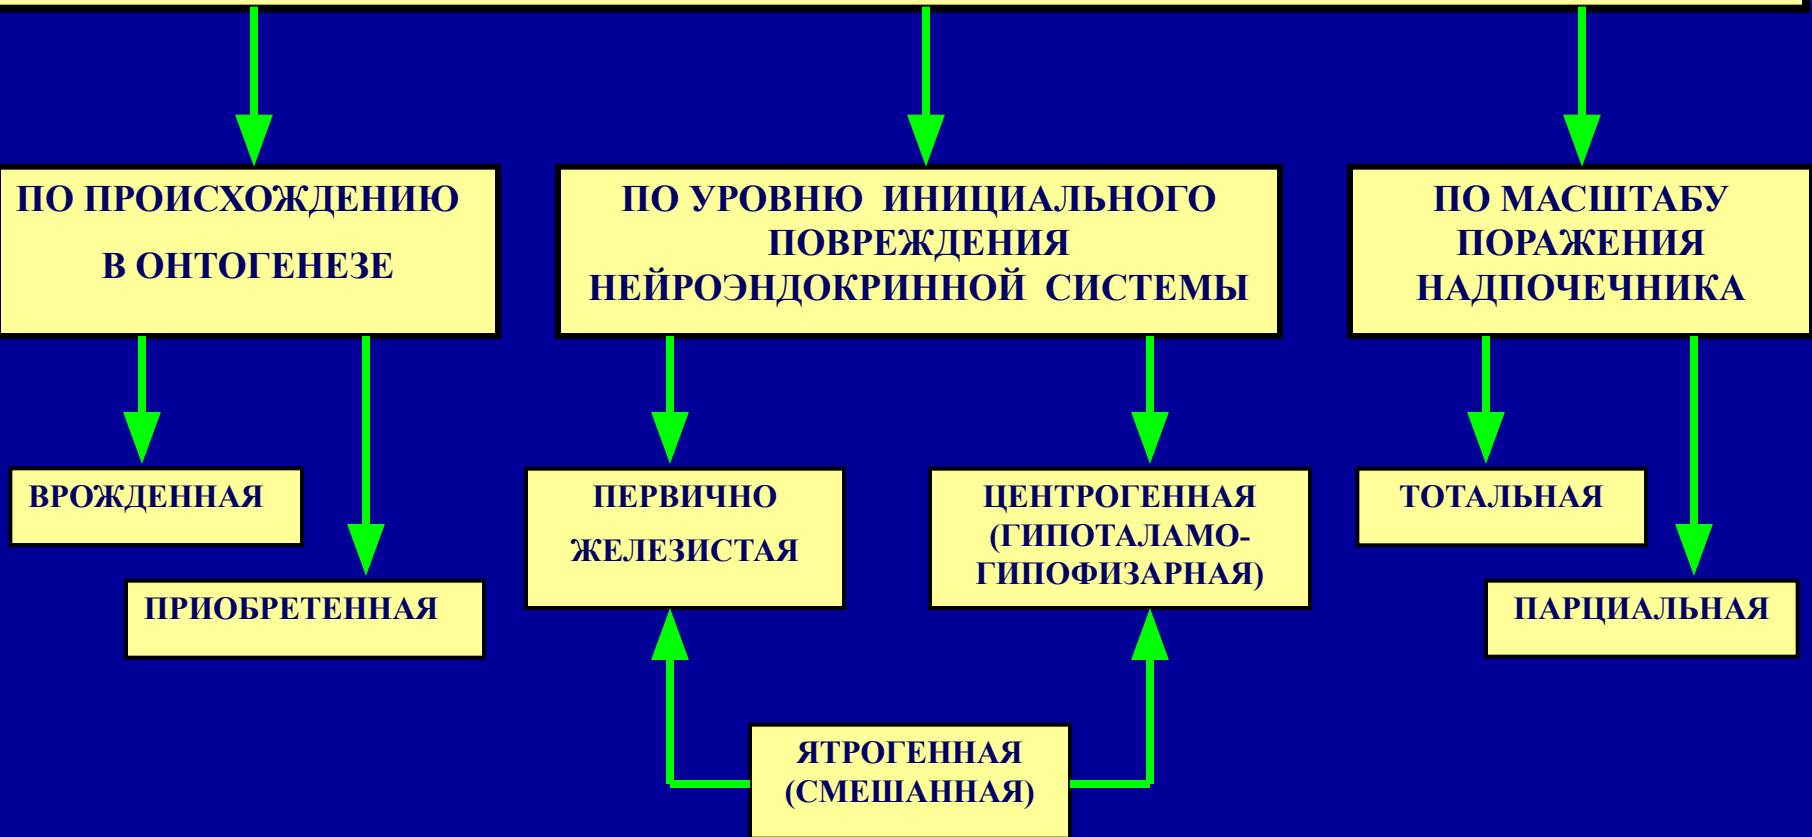 ПО ПРОИСХОЖДЕНИЮ
В ОНТОГЕНЕЗЕ
ПО УРОВНЮ ИНИЦИАЛЬНОГО
ПОВРЕЖДЕНИЯ
НЕЙРОЭНДОКРИННОЙ СИСТЕМЫ
ПО МАСШТАБУ
ПОРАЖЕНИЯ
НАДПОЧЕЧНИКА
ВРОЖДЕННАЯ
ПРИОБРЕТЕННАЯ
ПЕРВИЧНО
ЖЕЛЕЗИСТАЯ
ЦЕНТРОГЕННАЯ
(ГИПОТАЛАМО-
ГИПОФИЗАРНАЯ)
ТОТАЛЬНАЯ
ПАРЦИАЛЬНАЯ
ЯТРОГЕННАЯ
(СМЕШАННАЯ)